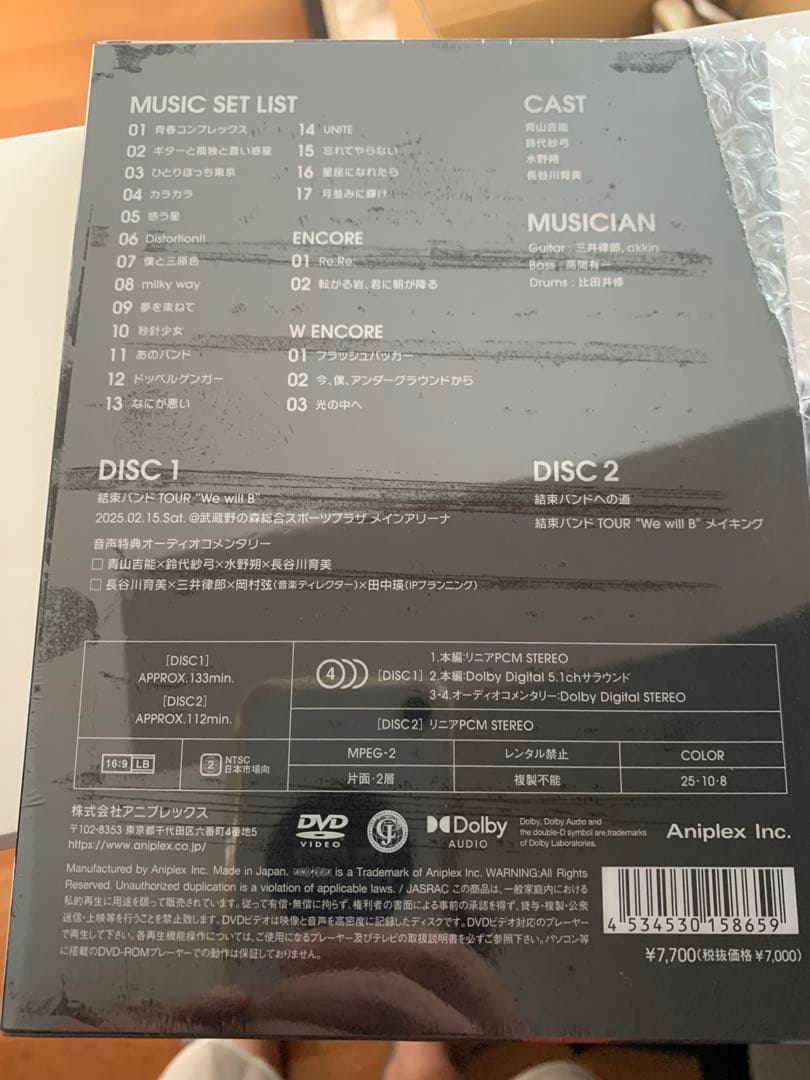 MUSIC SET LIST
01 青春コンプレックス
02 ギターと孤独と蒼い惑星
03 ひとりぼっち東京
04 カラカラ
05 惑う星
06 Distortion!!
07 僕と三原色
08 milky way
09 夢を束ねて
10 秒針少女
11 あのバンド
12 ドッペルゲンガー
13 なにが悪い
14 UNITE
15 忘れてやらない
16 星座になれたら
17 月並みに輝け
ENCORE
01 Re:Re:
02 転がる岩、君に朝が降る
W ENCORE
01 フラッシュバッカー
02 今、僕、アンダーグラウンドから
03 光の中へ
CAST
青山吉能
鈴代紗弓
水野朔
長谷川育美
MUSICIAN
Guitar : 三井律郎, akkin
Bass : 高間有一
Drums : 比田井修
DISC 1
結束バンド TOUR "We will B"
2025.02.15.Sat. @武蔵野の森総合スポーツプラザ メインアリーナ
音声特典オーディオコメンタリー
□ 青山吉能×鈴代紗弓×水野朔×長谷川育美
□ 長谷川育美×三井律郎×岡村弦(音楽ディレクター)×田中瑛(IPプランニング)
DISC 2
結束バンドへの道
結束バンド TOUR "We will B" メイキング
[DISC1]
APPROX.133min.
[DISC2]
APPROX.112min.
4
[DISC1]
1.本編:リニアPCM STEREO
2.本編:Dolby Digital 5.1chサラウンド
3-4.オーディオコメンタリー:Dolby Digital STEREO
[DISC2] リニアPCM STEREO
16:9 LB
2 NTSC
日本市場向
MPEG-2
レンタル禁止
COLOR
片面・2層
複製不能
25・10・8
株式会社アニプレックス
〒102-8353 東京都千代田区六番町4番地5
https://www.aniplex.co.jp/
DVD
VIDEO
Dolby
AUDIO
Dolby, Dolby Audio and
the double-D symbol are trademarks
of Dolby Laboratories.
Aniplex Inc.
Manufactured by Aniplex Inc. Made in Japan. is a Trademark of Aniplex Inc. WARNING:All Rights
Reserved. Unauthorized duplication is a violation of applicable laws. / JASRAC この商品は、一般家庭内における
私的再生に用途を限って販売されています。従って有償・無償に拘らず、権利者の書面による事前の承諾を得ず、貸与・複製・公衆
送信・上映等を行うことを禁止致します。DVDビデオは映像と音声を高密度に記録したディスクです。DVDビデオ対応のプレーヤー
で再生して下さい。各再生機能操作については、ご使用になるプレーヤー及びテレビの取扱説明書を必ずご参照下さい。パソコン等
に搭載のDVD-ROMプレーヤーでの動作は保証しておりません。
4 534530 158659
¥7,700(税抜価格 ¥7,000)